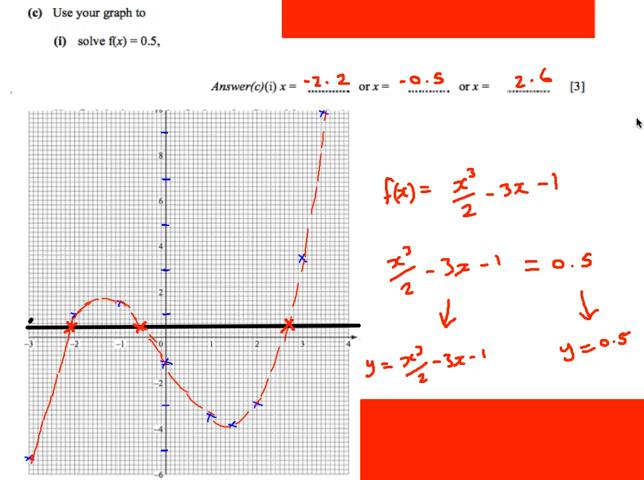 (c) Use your graph to
(i) solve f(x) = 0.5,
Answer(c)(i) x = -2.2 or x = -0.5 or x = 2.6 [3]
10
8
2
-3 -2 -1 0 1 2 3 4
-2
-4
-6
f(x) = x³/2 - 3x - 1
x³/2 - 3x - 1 = 0.5
y = x³/2 - 3x - 1
y = 0.5